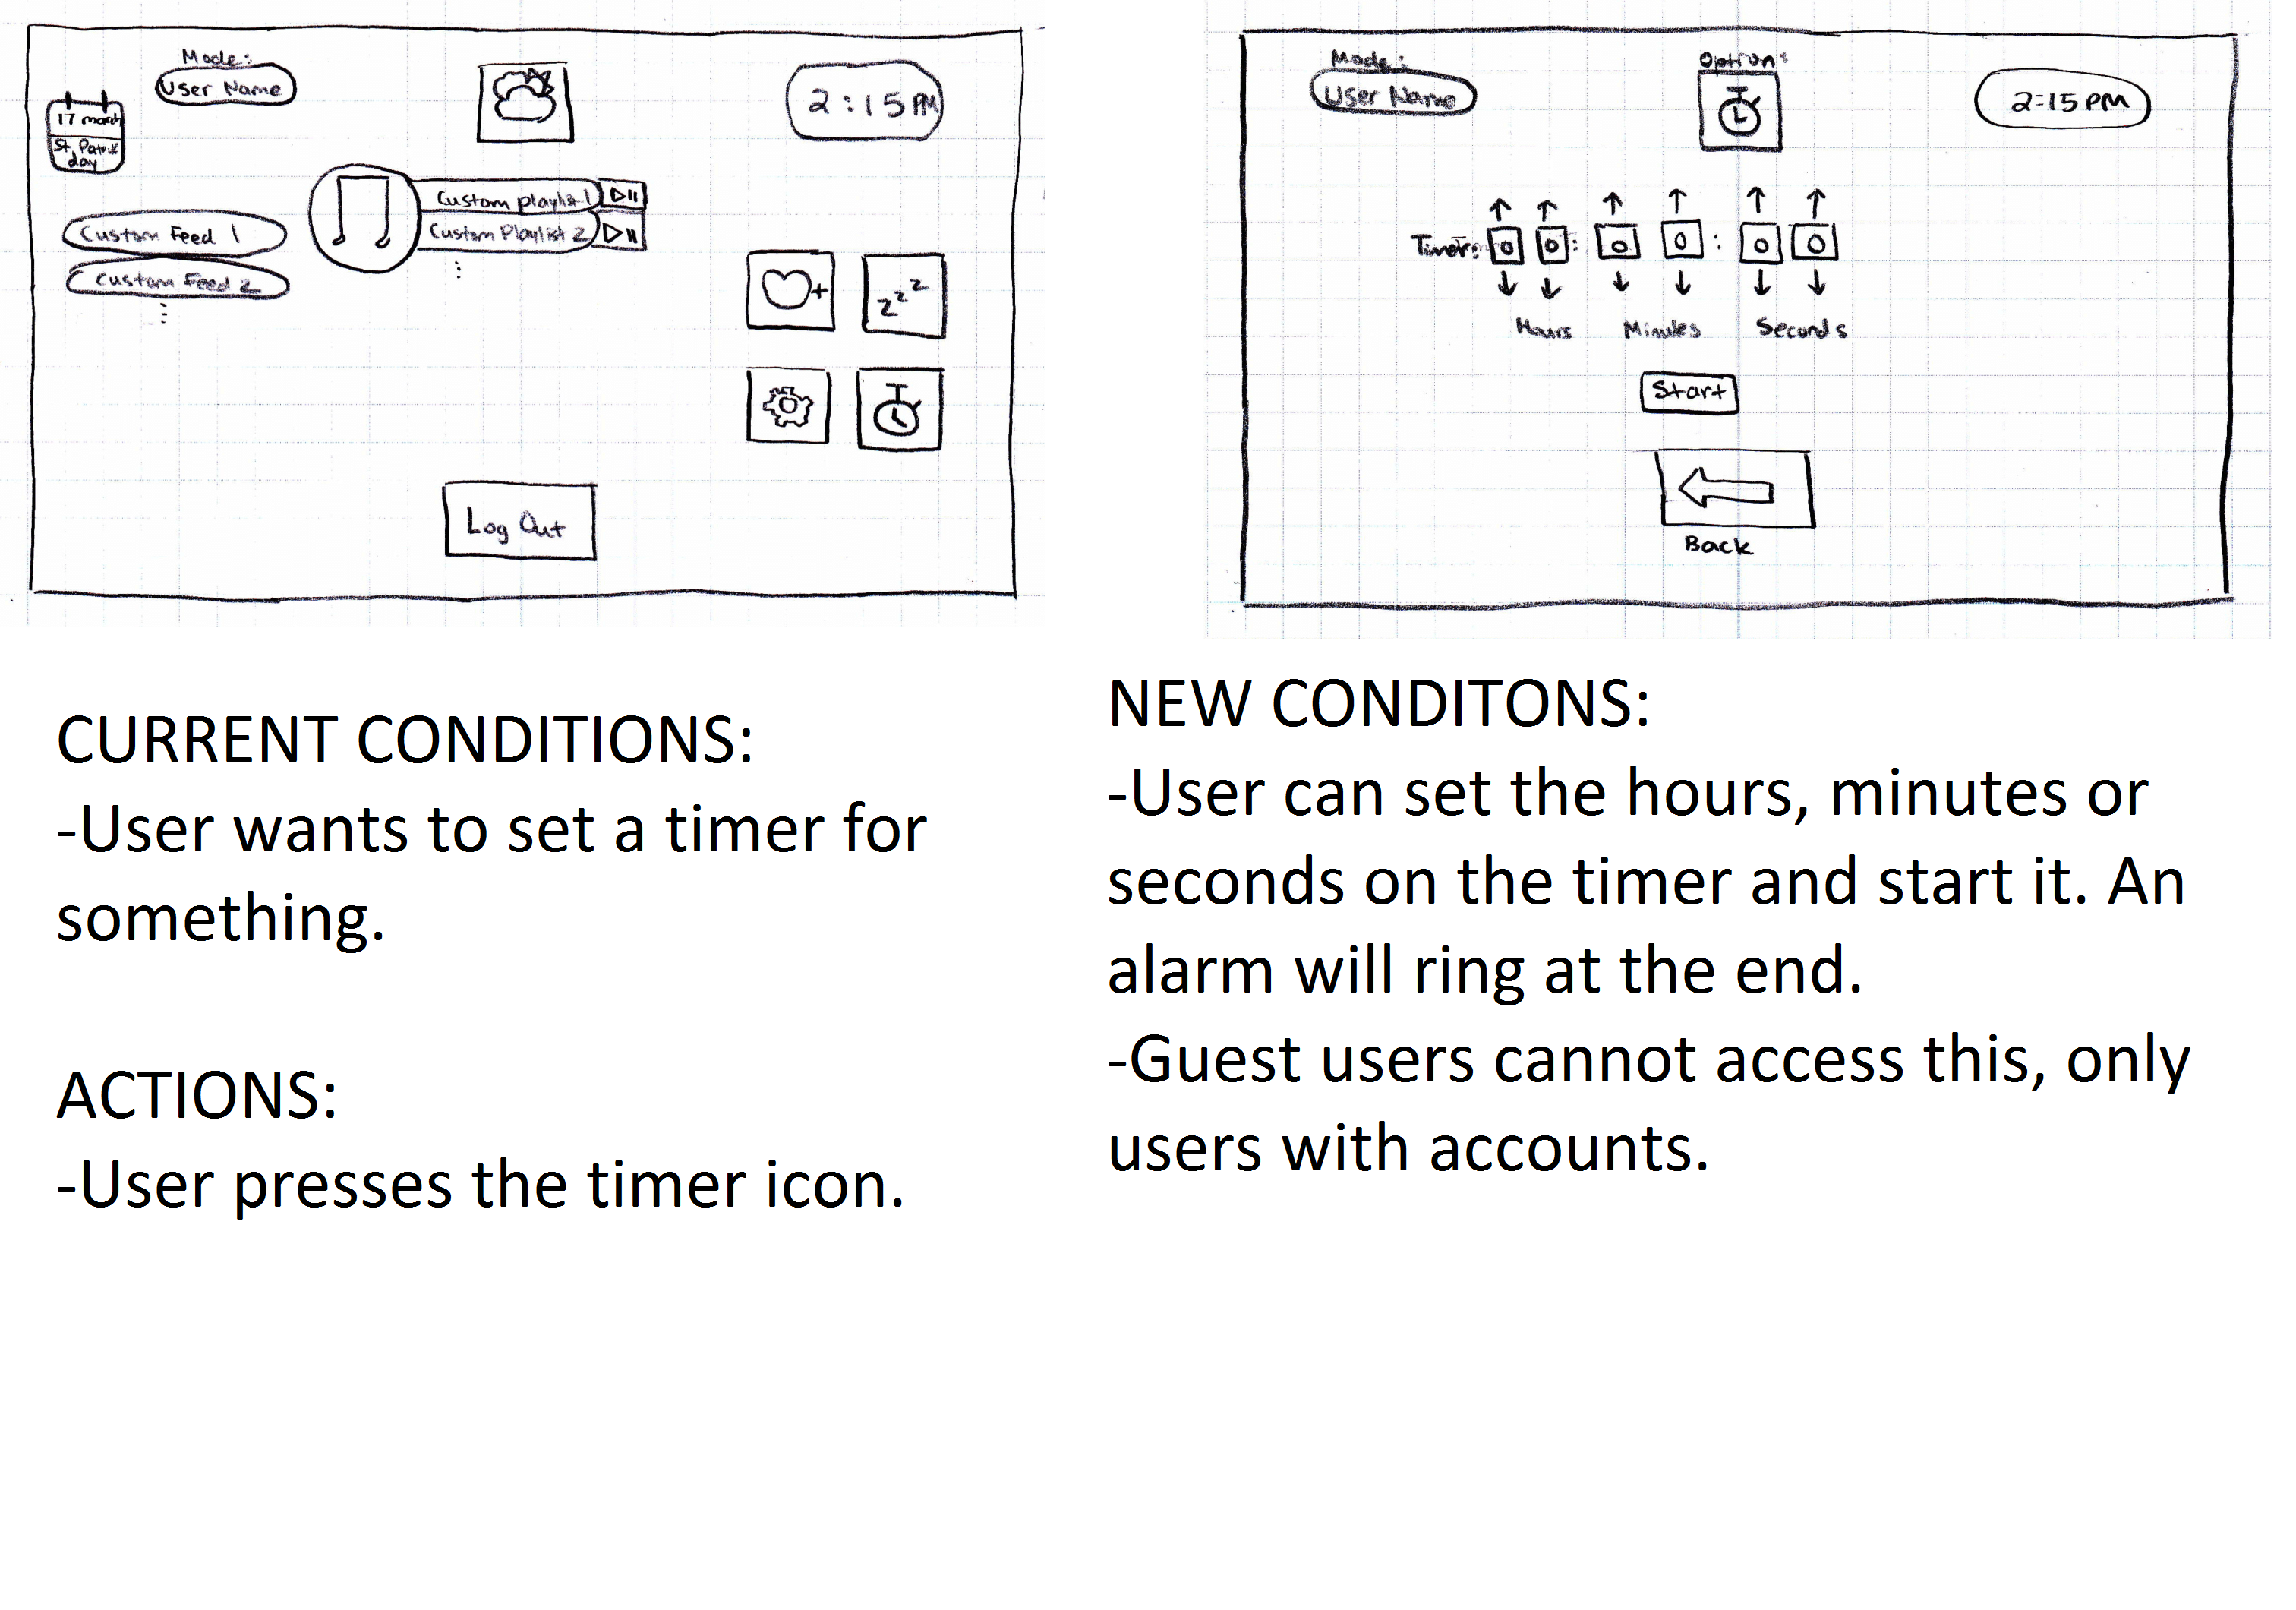 Mode:
User Name
2:15 PM
17 march
St. Patrik
day
Custom playlist 1
Custom Playlist 2
Custom Feed 1
Custom Feed 2
zzz
Log Out
Mode:
User Name
Option:
2:15 PM
Timer: 0 0 : 0 0 : 0 0
Hours Minutes Seconds
Start
Back
CURRENT CONDITIONS:
-User wants to set a timer for
something.
ACTIONS:
-User presses the timer icon.
NEW CONDITONS:
-User can set the hours, minutes or
seconds on the timer and start it. An
alarm will ring at the end.
-Guest users cannot access this, only
users with accounts.